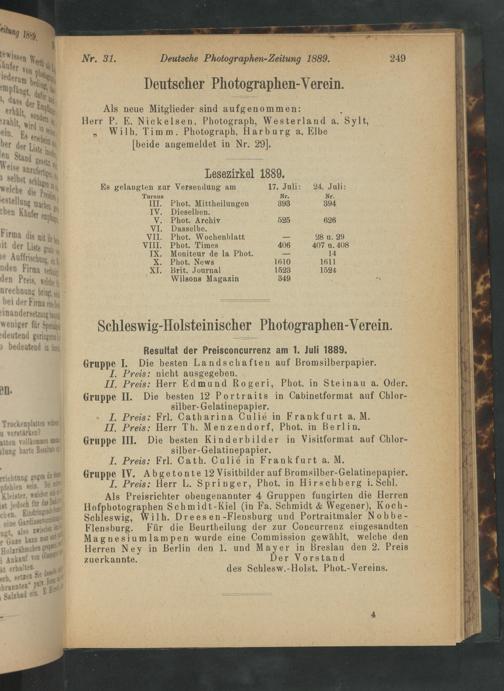 Nr. 31. Deutsche Photographen-Zeitung 1889. 249
Deutscher Photographen-Verein.
Als neue Mitglieder sind aufgenommen:
Herr P. E. Nickelsen, Photograph, Westerland a. Sylt,
„ Wilh. Timm, Photograph, Harburg a. Elbe
[beide angemeldet in Nr. 29].
Lesezirkel 1889.
Es gelangten zur Versendung am 17. Juli: 24. Juli:
Turnus Nr. Nr.
III. Phot. Mittheilungen 393 394
IV. Dieselben.
V. Phot. Archiv 525 626
VI. Dasselbe.
VII. Phot. Wochenblatt — 28 u. 29
VIII. Phot. Times 406 407 u. 408
IX. Moniteur de la Phot. — 14
X. Phot. News 1610 1611
XI. Brit. Journal 1523 1524
Wilsons Magazin 349
Schleswig-Holsteinischer Photographen-Verein.
Resultat der Preisconcurrenz am 1. Juli 1889.
Gruppe I. Die besten Landschaften auf Bromsilberpapier.
I. Preis: nicht ausgegeben.
II. Preis: Herr Edmund Rogeri, Phot. in Steinau a. Oder.
Gruppe II. Die besten 12 Portraits in Cabinetformat auf Chlor-
silber-Gelatinepapier.
I. Preis: Frl. Catharina Culié in Frankfurt a. M.
II. Preis: Herr Th. Menzendorf, Phot. in Berlin.
Gruppe III. Die besten Kinderbilder in Visitformat auf Chlor-
silber-Gelatinepapier.
I. Preis: Frl. Cath. Culié in Frankfurt a. M.
Gruppe IV. Abgetonte 12 Visitbilder auf Bromsilber-Gelatinepapier.
I. Preis: Herr L. Springer, Phot. in Hirschberg i. Schl.
Als Preisrichter obengenannter 4 Gruppen fungirten die Herren
Hofphotographen Schmidt-Kiel (in Fa. Schmidt & Wegener), Koch-
Schleswig, Wilh. Dreesen-Flensburg und Portraitmaler Nobbe-
Flensburg. Für die Beurtheilung der zur Concurrenz eingesandten
Magnesiumlampen wurde eine Commission gewählt, welche den
Herren Ney in Berlin den 1. und Mayer in Breslau den 2. Preis
zuerkannte. Der Vorstand
des Schlesw.-Holst. Phot.-Vereins.
4